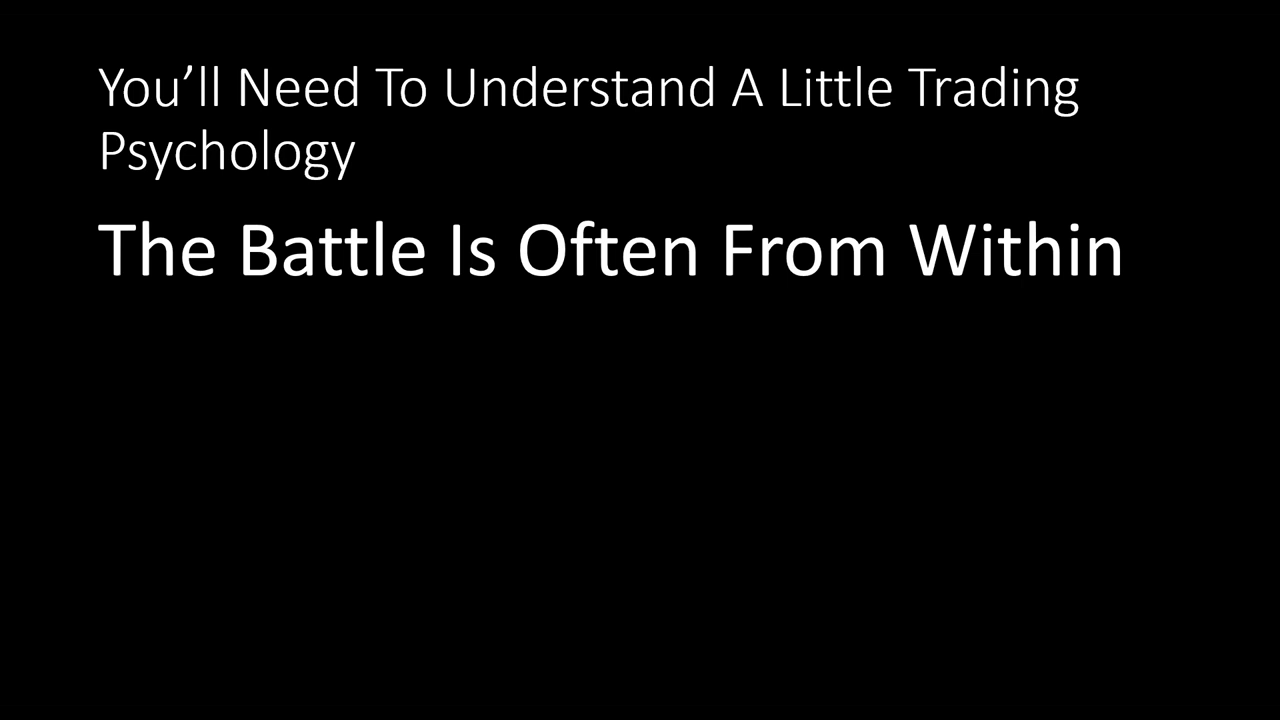 You’ll Need To Understand A Little Trading
Psychology
The Battle Is Often From Within